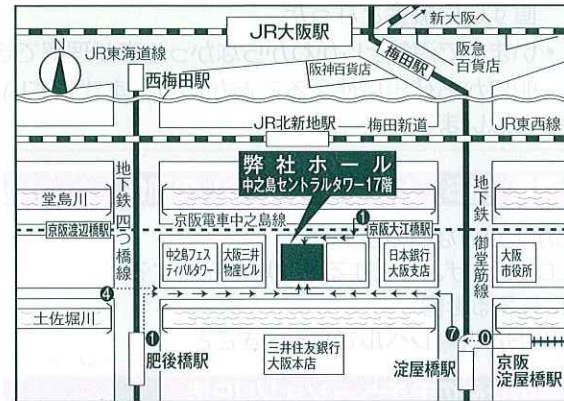 JR大阪駅
新大阪へ
N
JR東海道線
西梅田駅
阪神百貨店
梅田駅
阪急
百貨店
JR北新地駅
梅田新道
JR東西線
弊社ホール
中之島セントラルタワー17階
地下鉄 四つ橋線
地下鉄 御堂筋線
堂島川
京阪電車中之島線
❶
京阪渡辺橋駅
京阪大江橋駅
中之島フェス
ティバルタワー
大阪三井
物産ビル
日本銀行
大阪支店
大阪
市役所
❹
土佐堀川
❶
肥後橋駅
三井住友銀行
大阪本店
❼
⓿
淀屋橋駅
京阪
淀屋橋駅